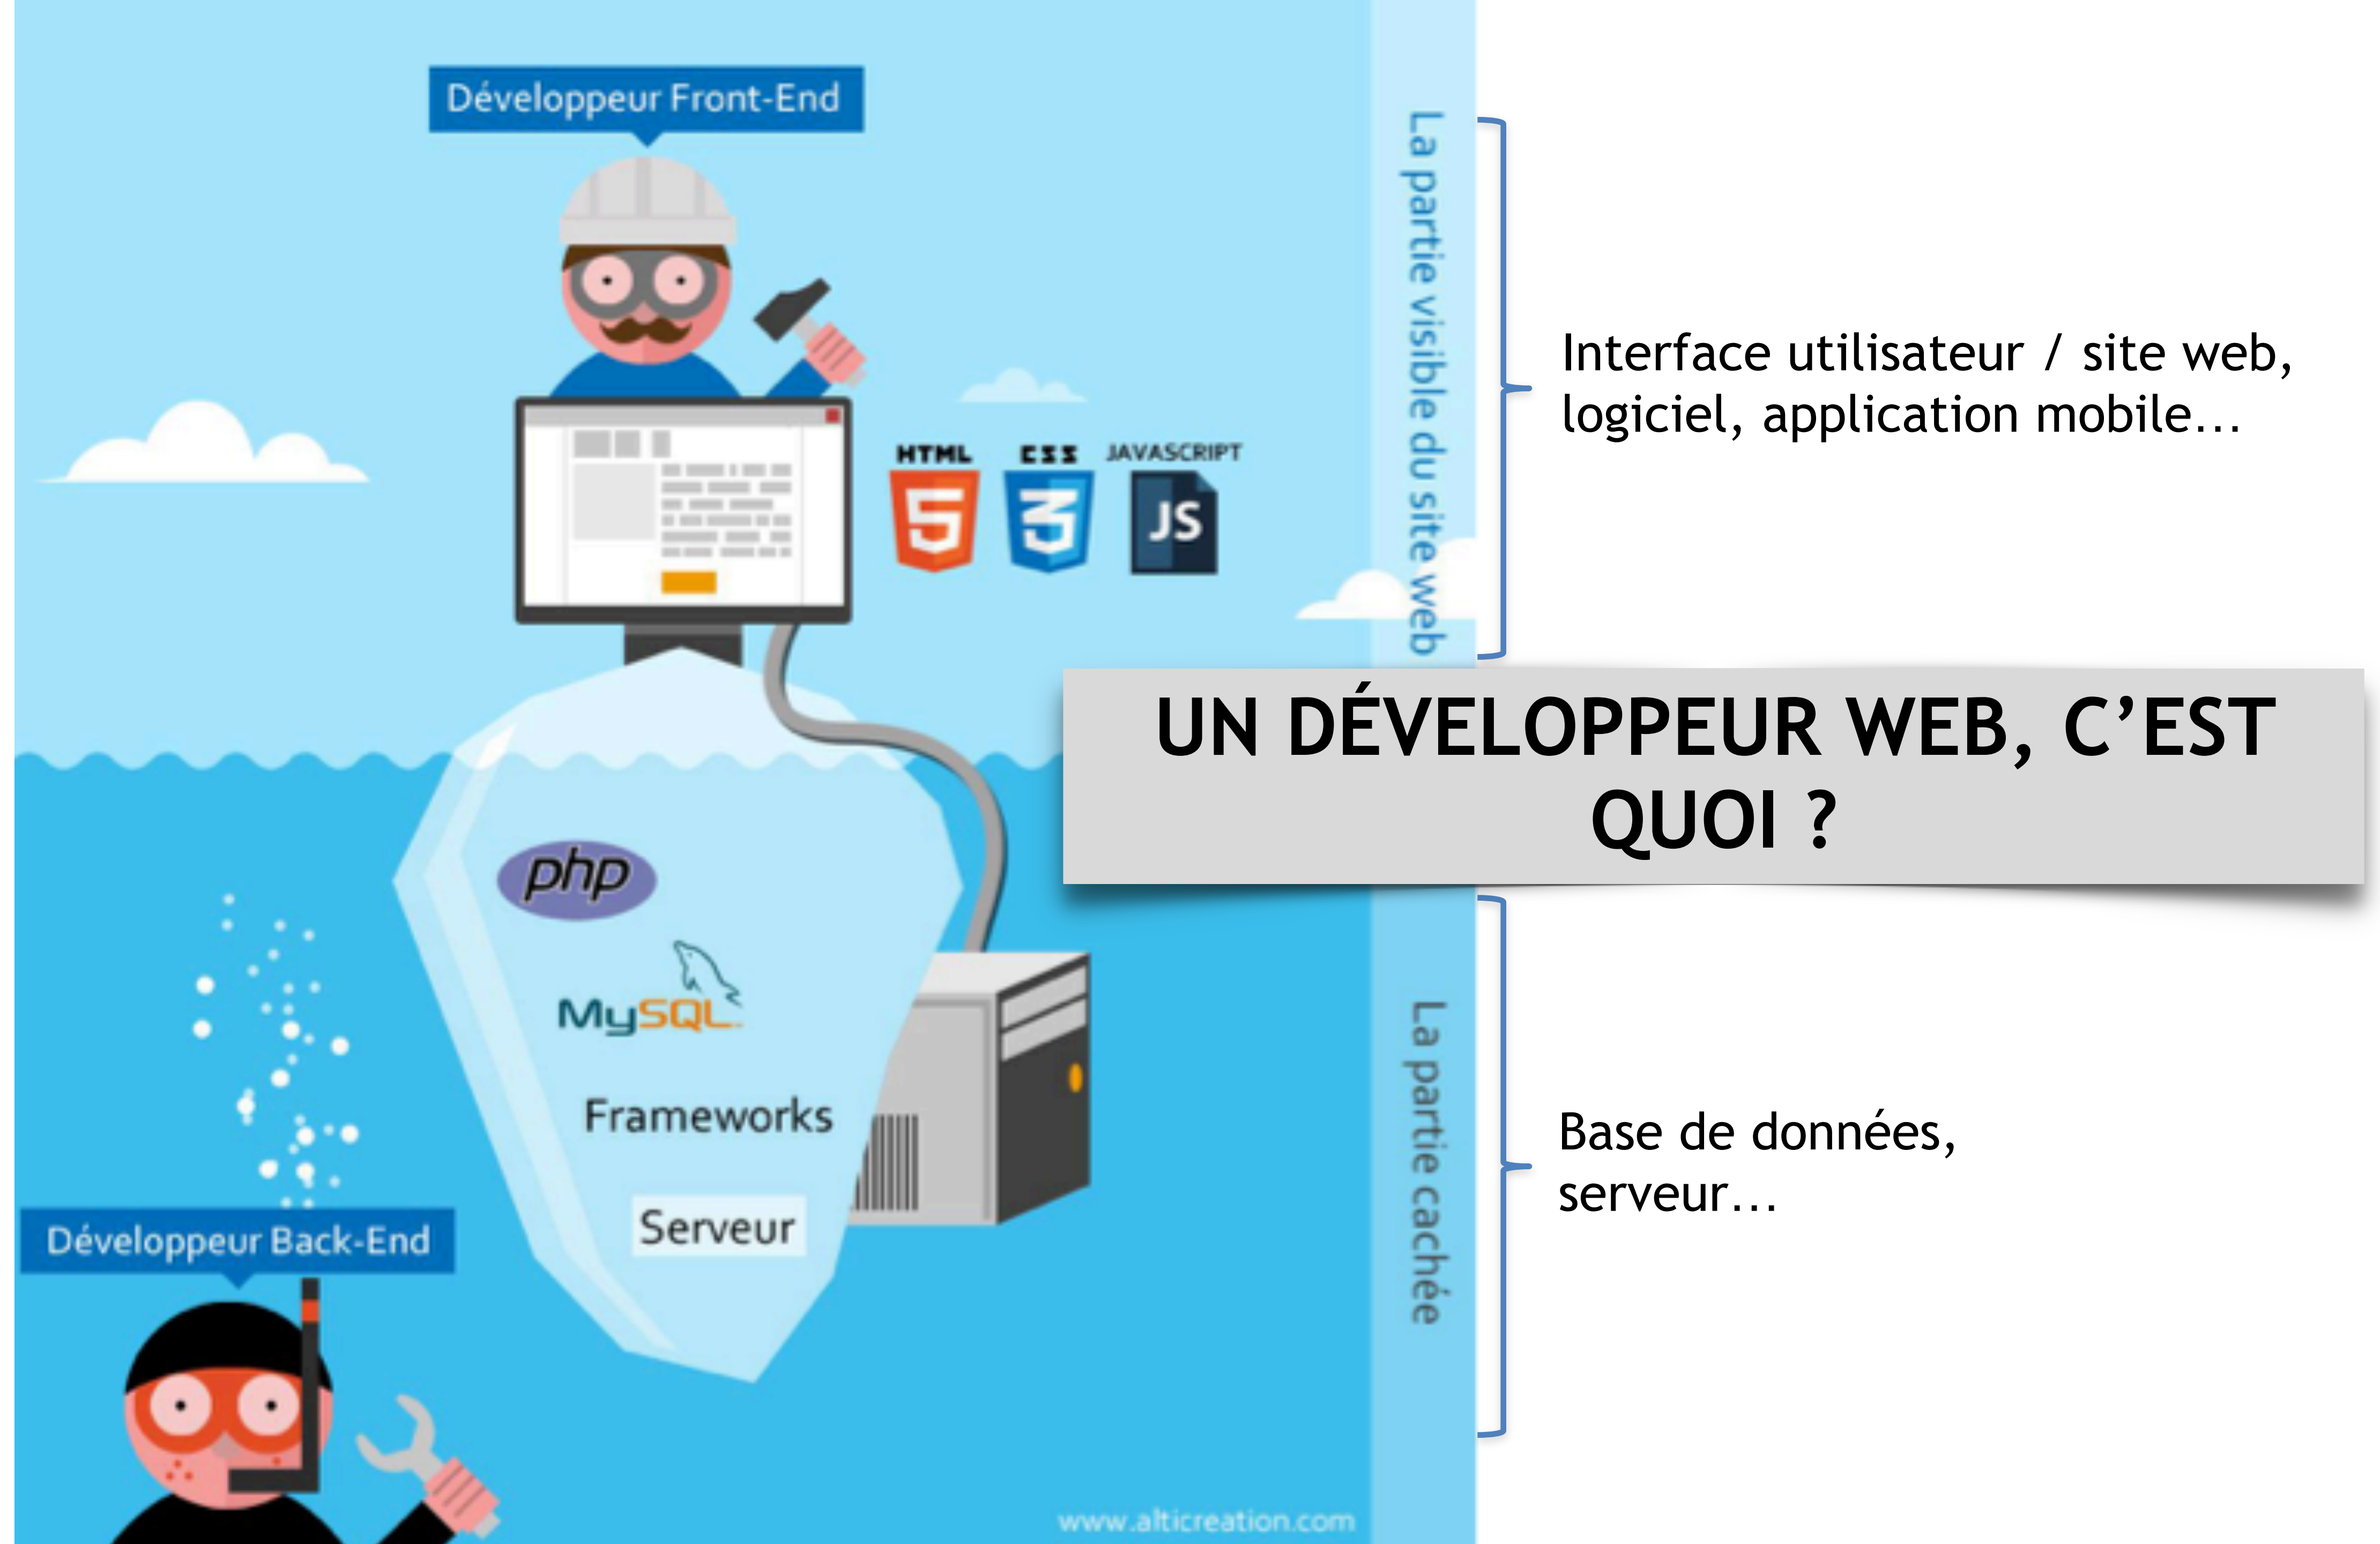 Développeur Front-End
La partie visible du site web
Interface utilisateur / site web,
logiciel, application mobile...
HTML
CSS
JAVASCRIPT
5
3
JS
UN DÉVELOPPEUR WEB, C’EST
QUOI ?
php
MySQL
Frameworks
Serveur
La partie cachée
Base de données,
serveur...
Développeur Back-End
www.alticreation.com